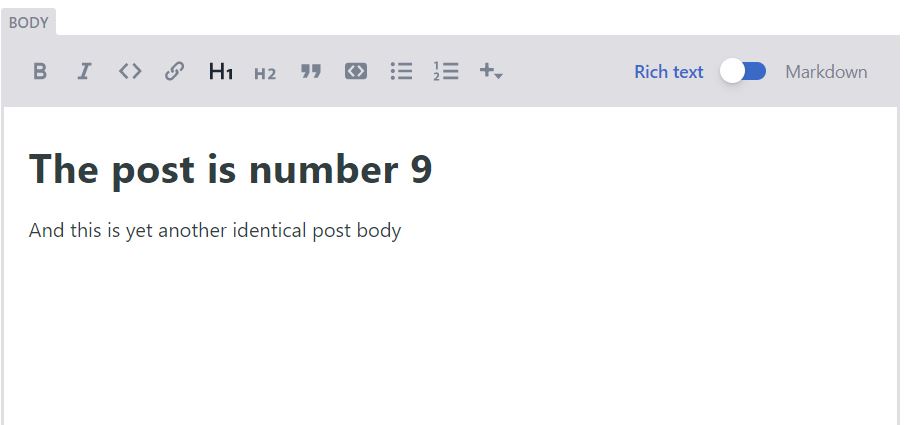 BODY
B I <> H1 H2 Rich text Markdown
The post is number 9
And this is yet another identical post body